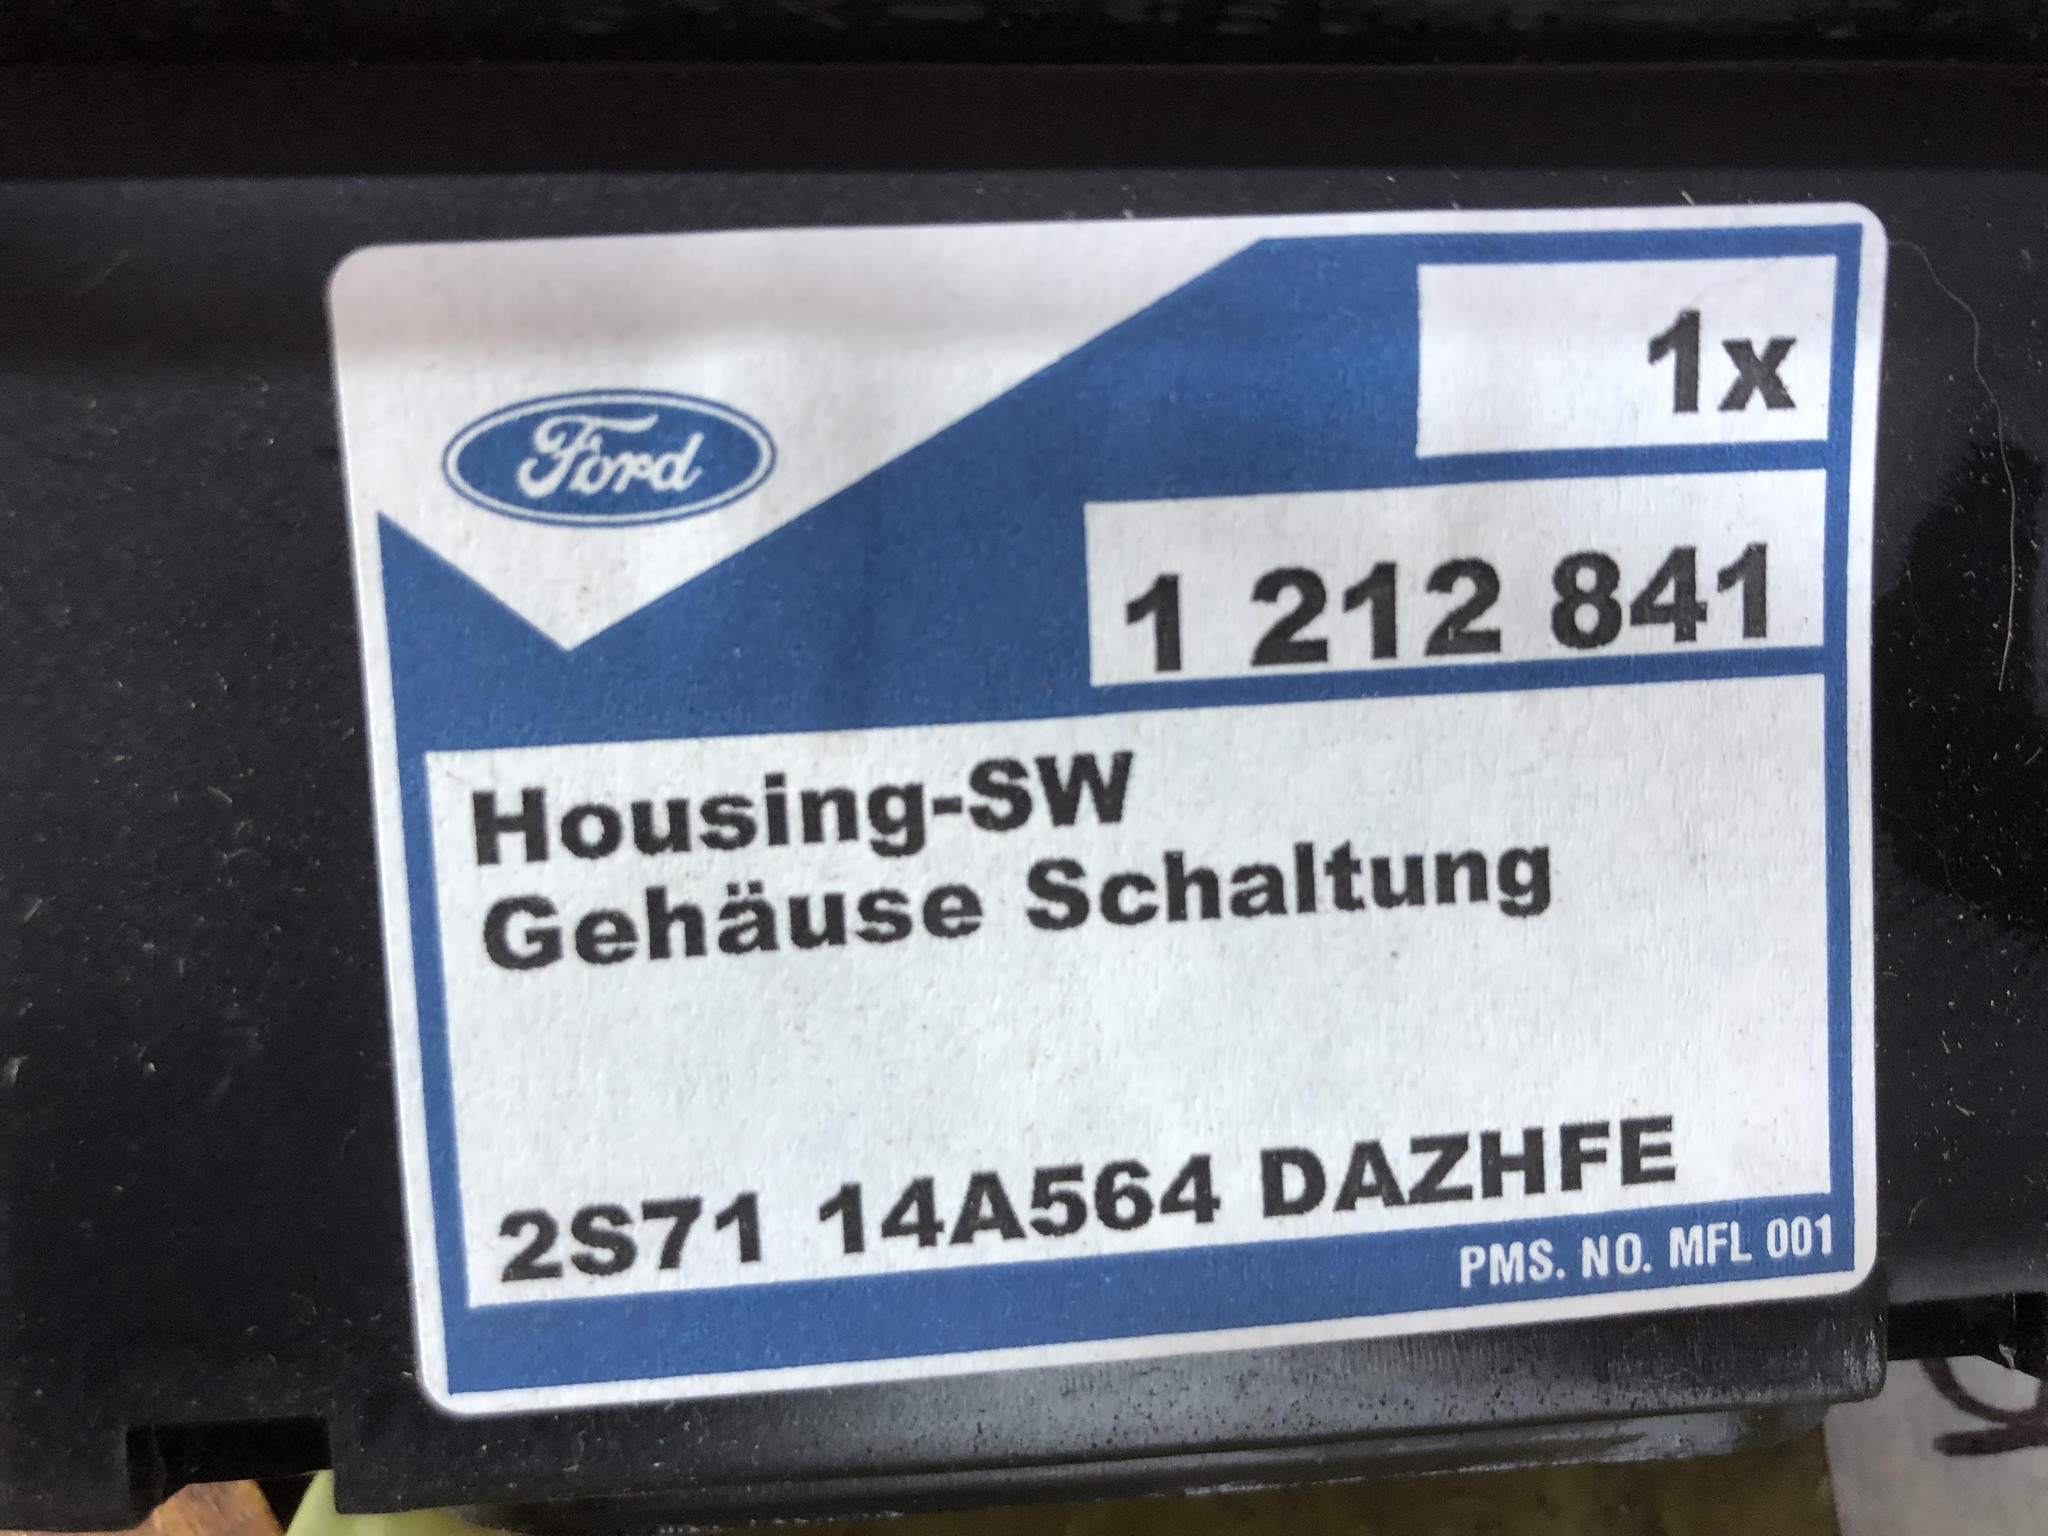 Ford
1x
1 212 841
Housing-SW
Gehäuse Schaltung
2S71 14A564 DAZHFE
PMS. NO. MFL 001